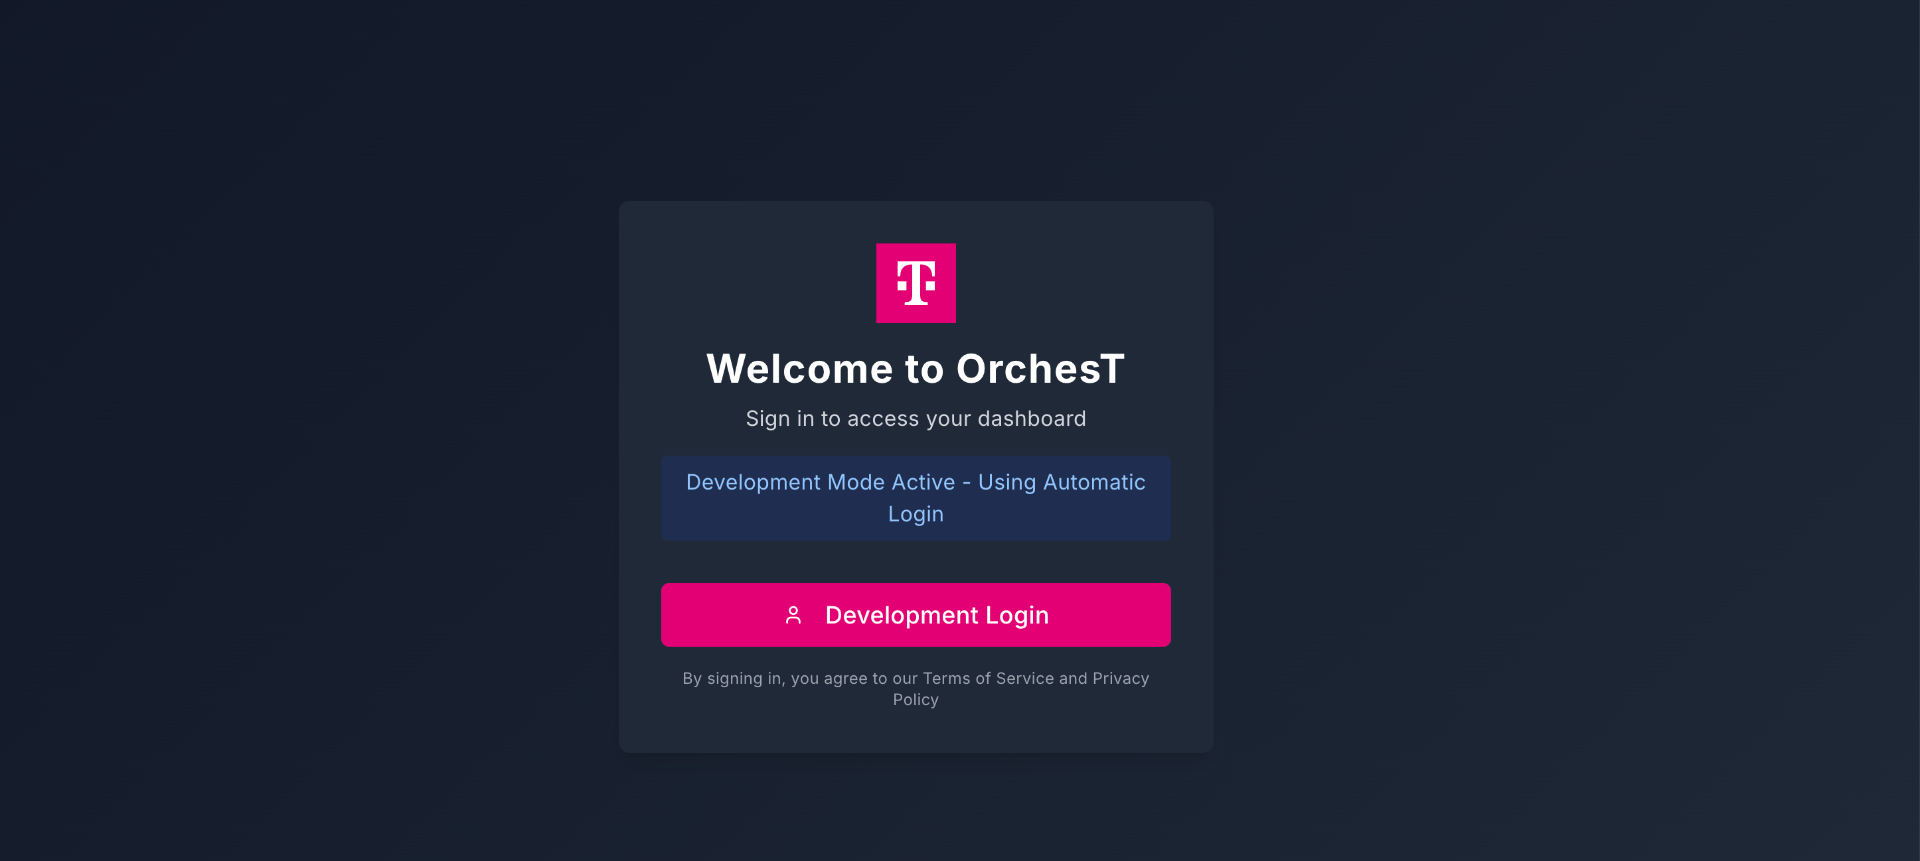 T
Welcome to OrchesT
Sign in to access your dashboard
Development Mode Active - Using Automatic
Login
Development Login
By signing in, you agree to our Terms of Service and Privacy
Policy